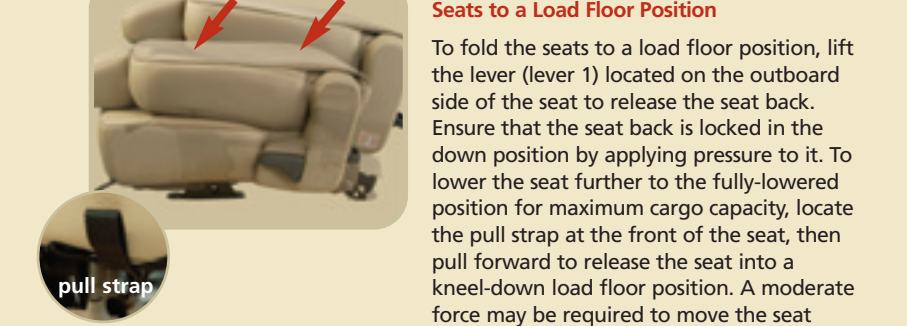 Seats to a Load Floor Position
To fold the seats to a load floor position, lift
the lever (lever 1) located on the outboard
side of the seat to release the seat back.
Ensure that the seat back is locked in the
down position by applying pressure to it. To
lower the seat further to the fully-lowered
position for maximum cargo capacity, locate
the pull strap at the front of the seat, then
pull forward to release the seat into a
kneel-down load floor position. A moderate
force may be required to move the seat
pull strap